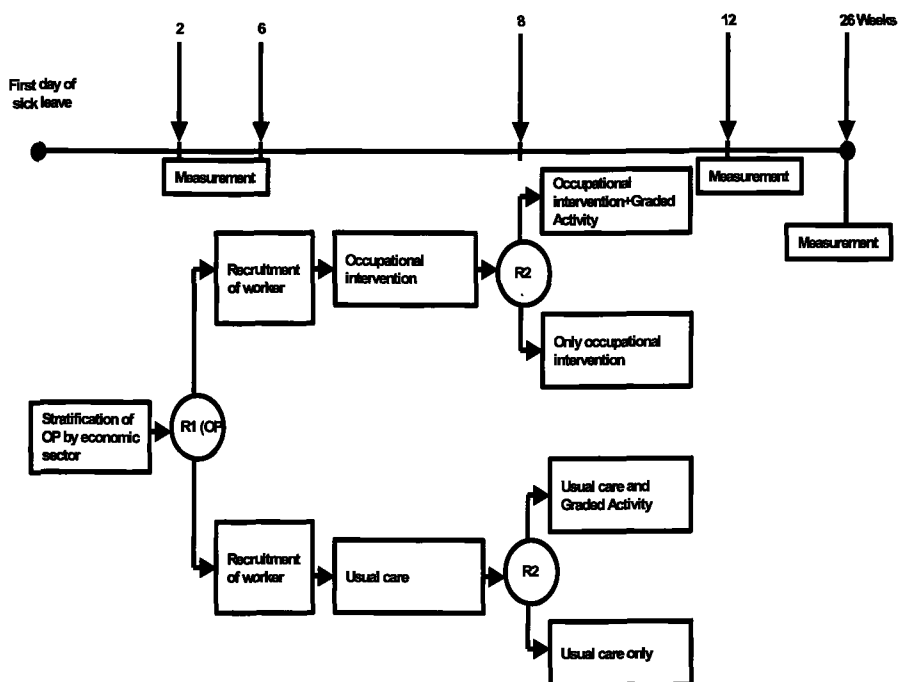 2
6
8
12
26 Weeks
First day of
sick leave
Measurement
Measurement
Measurement
Occupational
intervention+Graded
Activity
Recruitment
of worker
Occupational
intervention
R2
Only occupational
intervention
Stratification of
OP by economic
sector
R1 (OP
Usual care and
Graded Activity
Recruitment
of worker
Usual care
R2
Usual care only